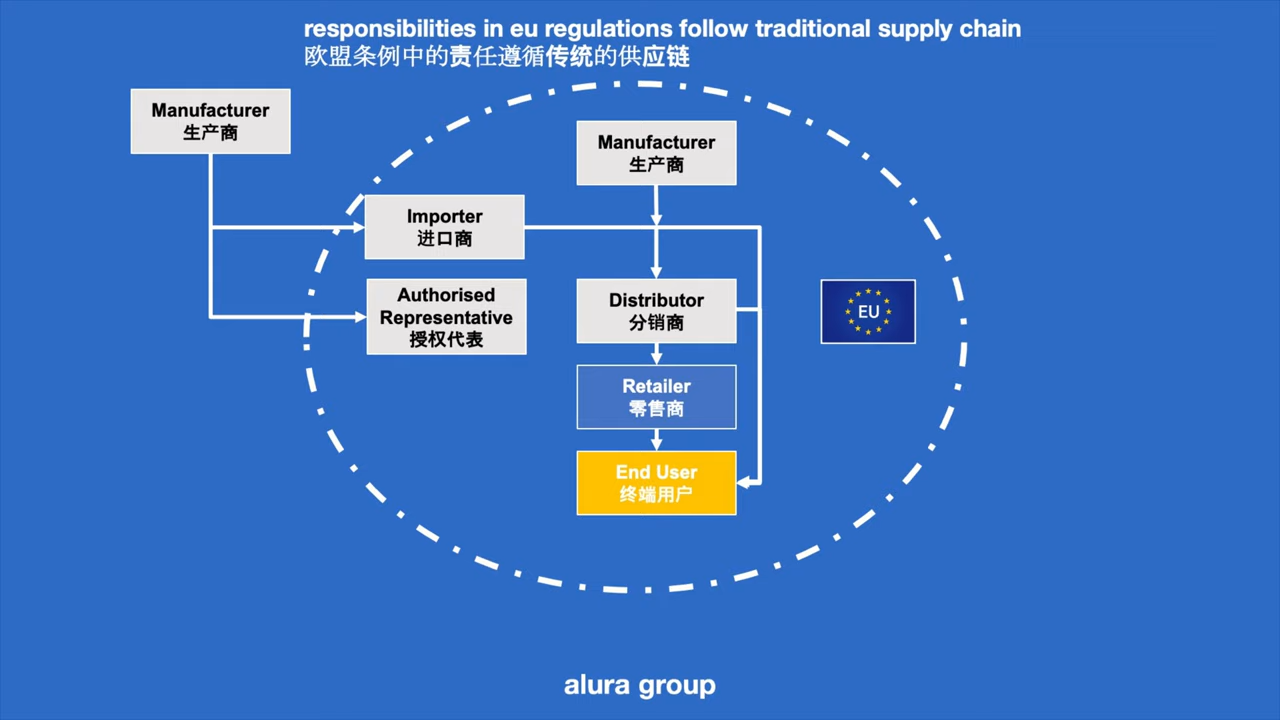 responsibilities in eu regulations follow traditional supply chain
欧盟条例中的责任遵循传统的供应链
Manufacturer
生产商
Manufacturer
生产商
Importer
进口商
Authorised
Representative
授权代表
Distributor
分销商
EU
Retailer
零售商
End User
终端用户
alura group